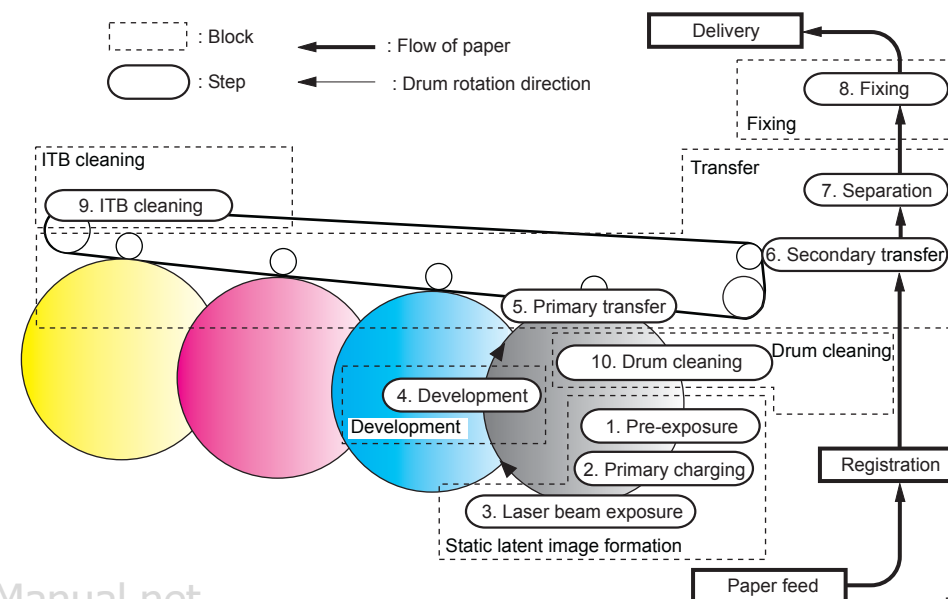 Delivery
: Block
: Flow of paper
: Step
: Drum rotation direction
8. Fixing
Fixing
ITB cleaning
Transfer
9. ITB cleaning
7. Separation
6. Secondary transfer
5. Primary transfer
Drum cleaning
10. Drum cleaning
4. Development
Development
1. Pre-exposure
2. Primary charging
Registration
3. Laser beam exposure
Static latent image formation
Paper feed
Manual.net